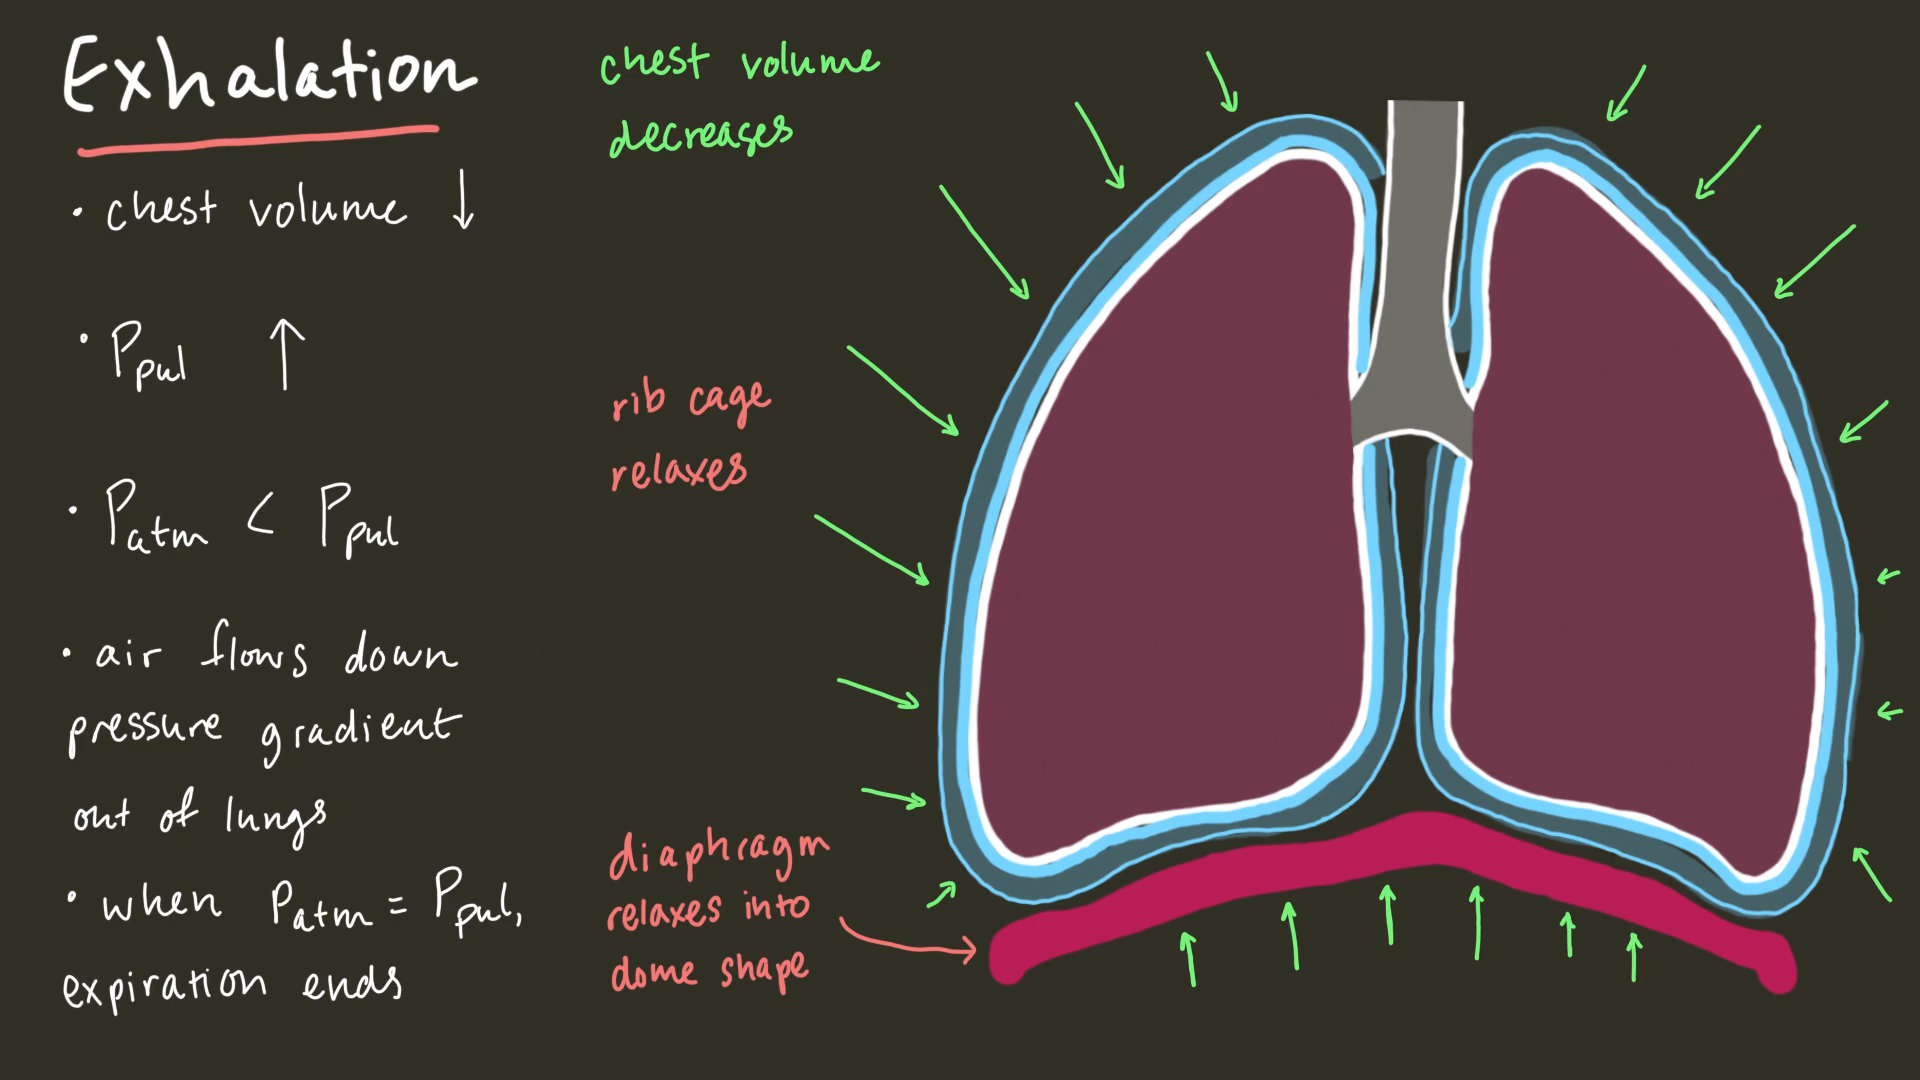 Exhalation
• chest volume ↓
• Ppul ↑
• Patm < Ppul
• air flows down
pressure gradient
out of lungs
• when Patm = Ppul,
expiration ends
chest volume
decreases
rib cage
relaxes
diaphragm
relaxes into
dome shape